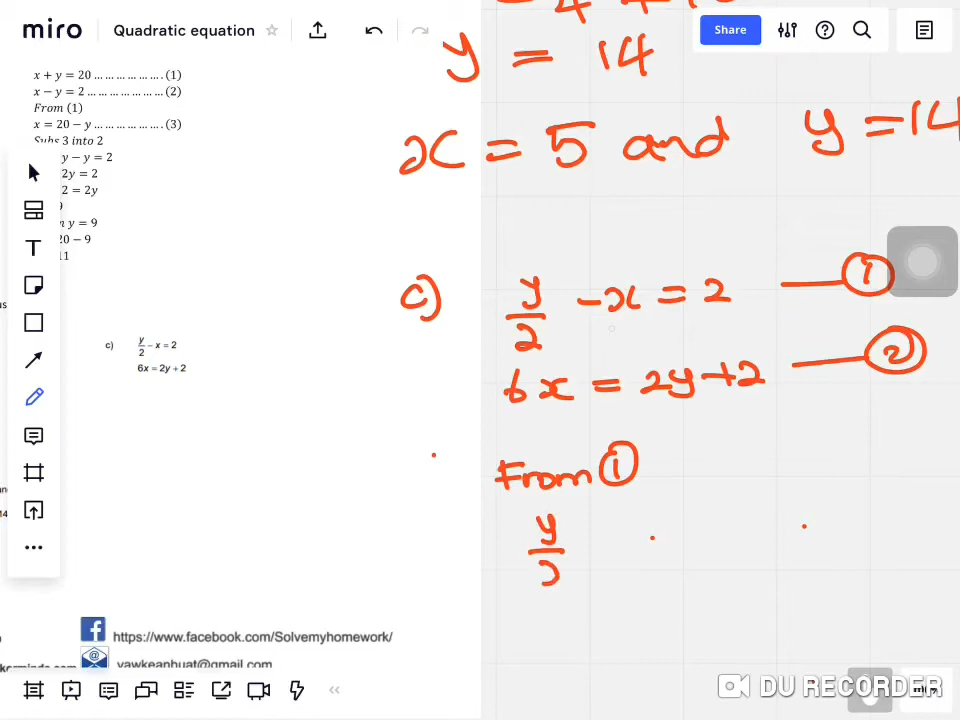 miro
Quadratic equation
Share
x + y = 20 ……………… . (1)
x − y = 2 ………………… (2)
From (1)
x = 20 − y ……………… . (3)
Subs 3 into 2
y − y = 2
2y = 2
2 = 2y
9
y = 9
20 − 9
11
c) y/2 - x = 2
6x = 2y + 2
https://www.facebook.com/Solvemyhomework/
yawkeanhuat@gmail.com
y = 14
x = 5 and y = 14
c) y/2 - x = 2 — ①
6x = 2y + 2 — ②
From ①
y/2
DU RECORDER